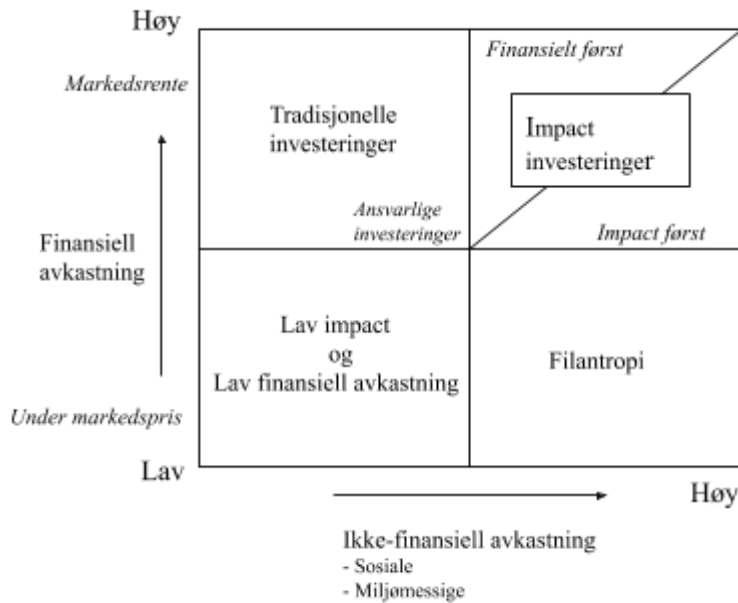 Høy
Finansielt først
Markedsrente
Tradisjonelle
investeringer
Impact
investeringer
Ansvarlige
investeringer
Impact først
Finansiell
avkastning
Lav impact
og
Lav finansiell avkastning
Filantropi
Under markedspris
Lav
Høy
Ikke-finansiell avkastning
- Sosiale
- Miljømessige